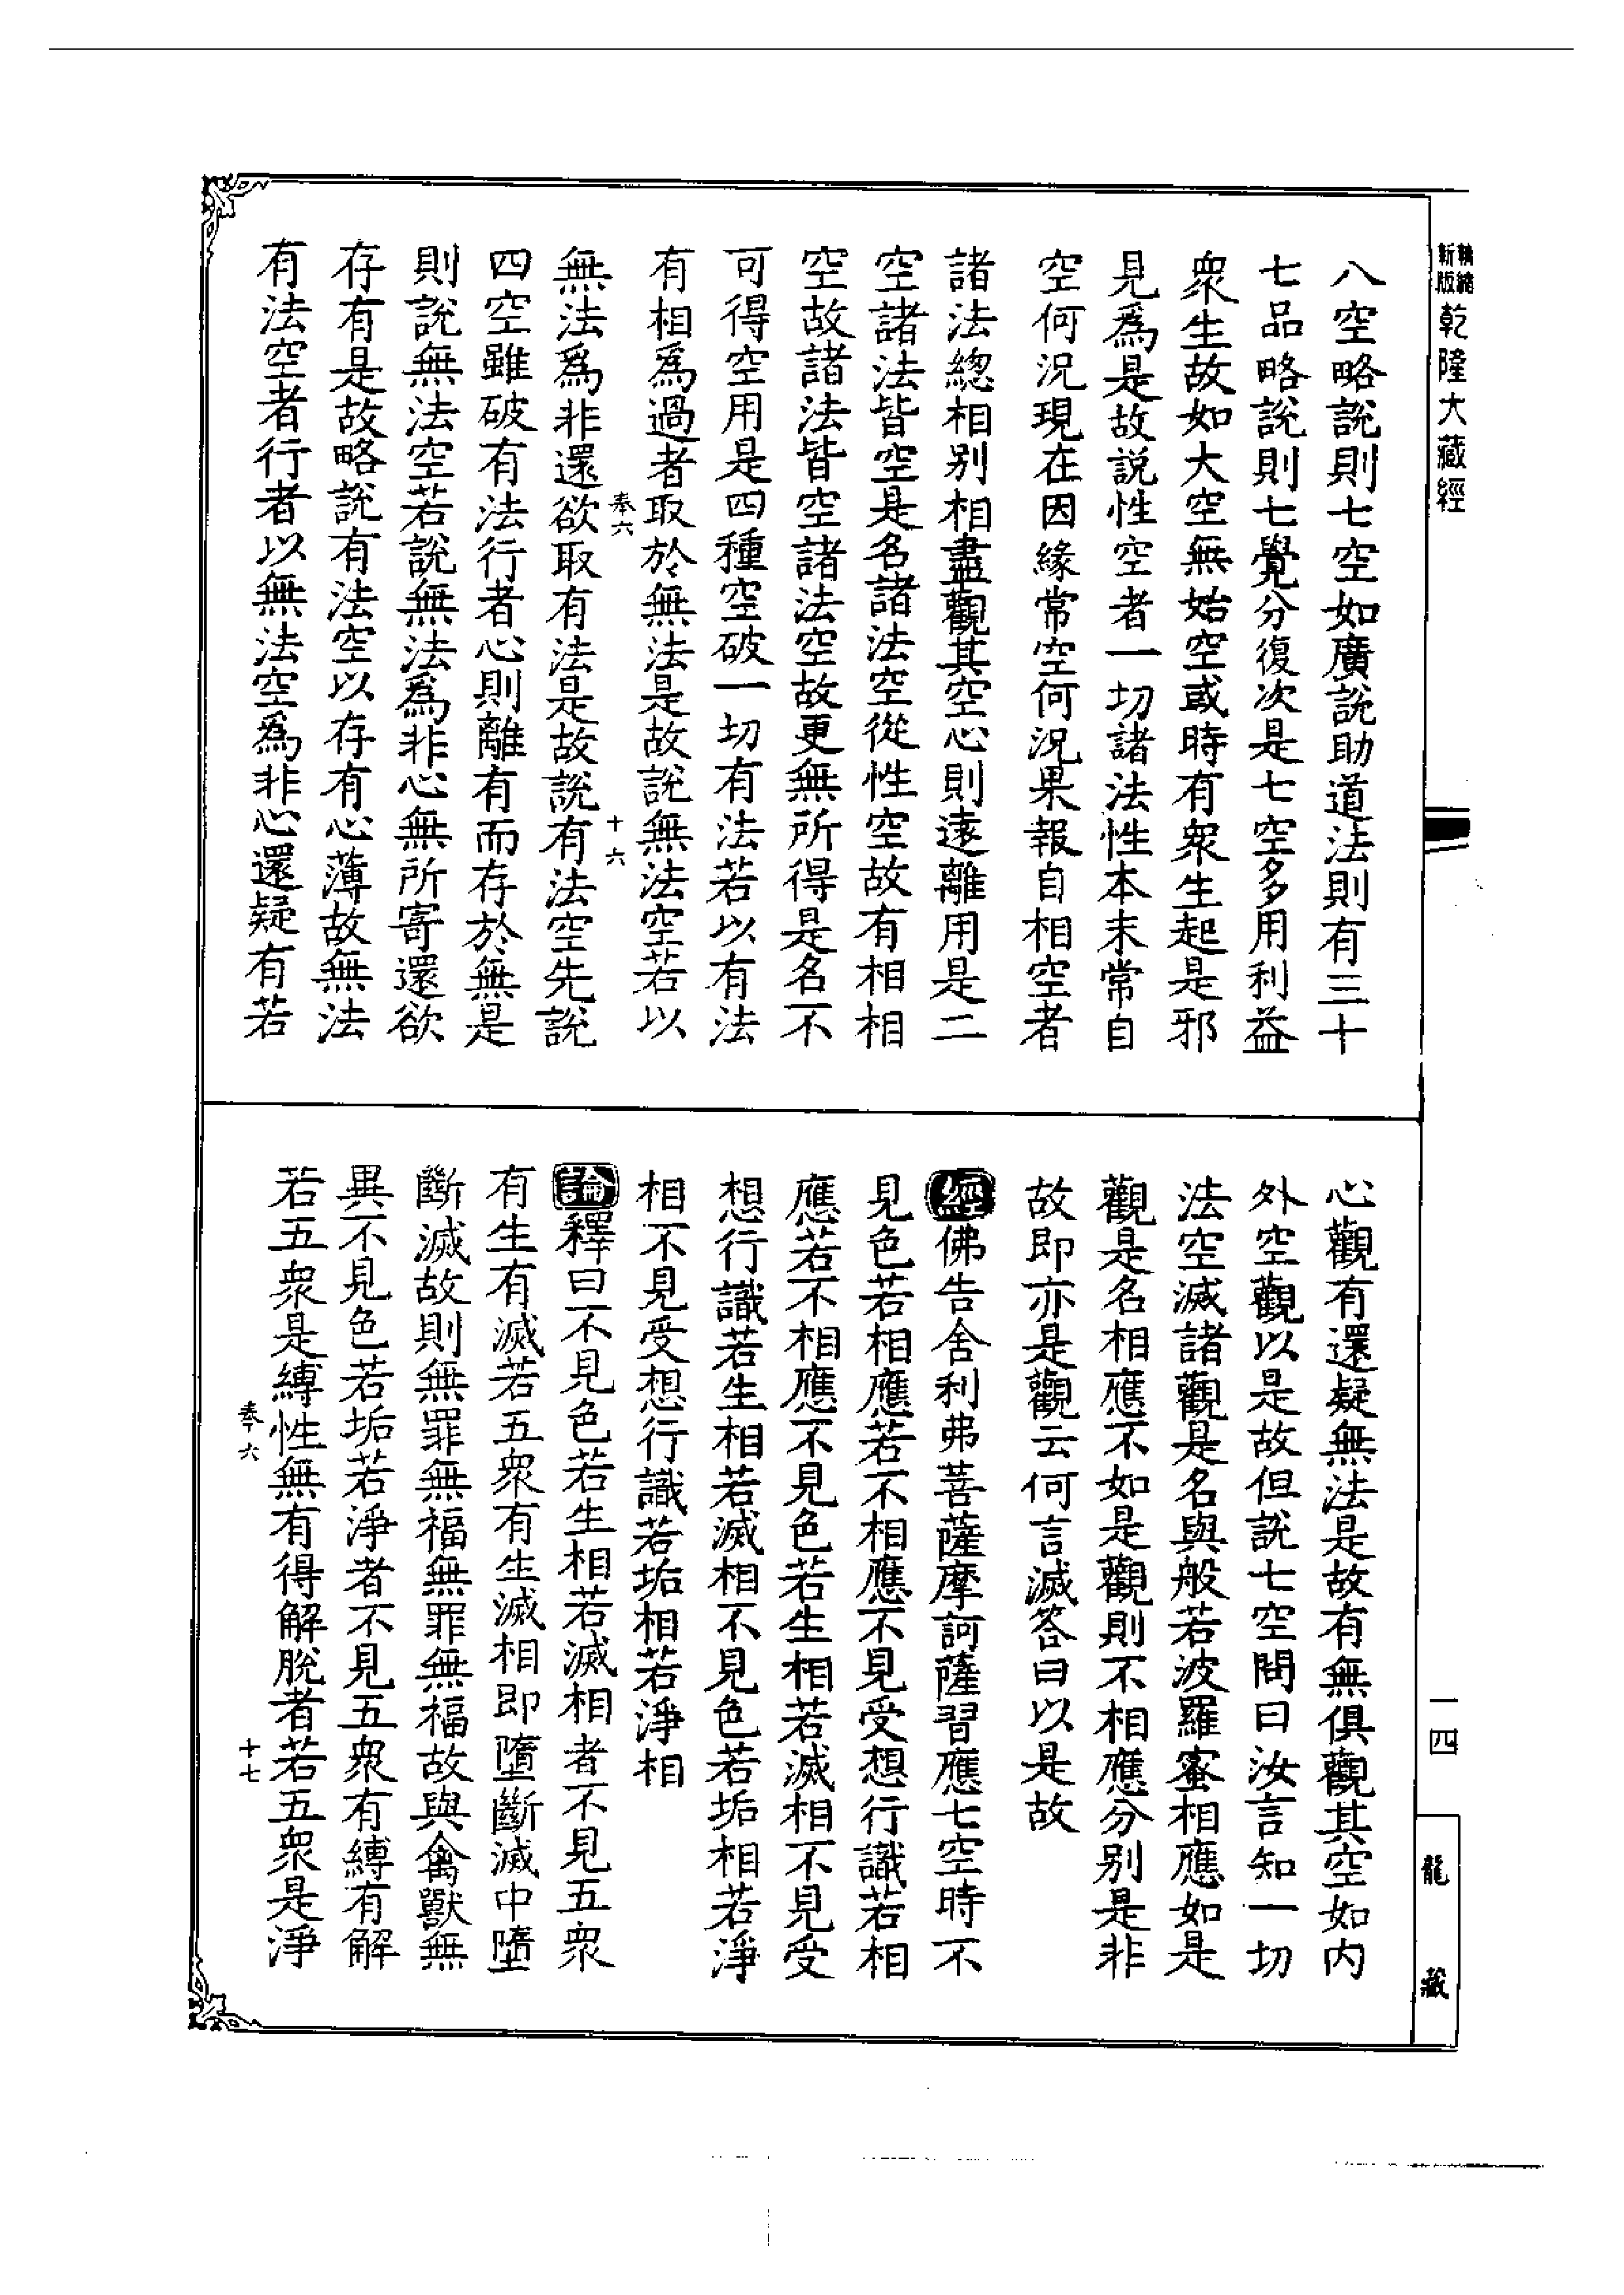 新版精縮乾隆大藏經
八空略說則七空如廣說助道法則有三十
七品略說則七覺分復次是七空多用利益
衆生故如大空無始空或時有衆生起是邪
見爲是故說性空者一切諸法性本末常自
空何況現在因緣常空何況果報自相空者
諸法總相別相盡觀其空心則遠離用是二
空諸法皆空是名諸法空從性空故有相相
空故諸法皆空諸法空故更無所得是名不
可得空用是四種空破一切有法若以有法
有相爲過者取於無法是故說無法空若以
奉六 十六
無法爲非還欲取有法是故說有法空先說
四空雖破有法行者心則離有而存於無是
則說無法空若說無法爲非心無所寄還欲
存有是故略說有法空以存有心薄故無法
有法空者行者以無法空爲非心還疑有若
心觀有還疑無法是故有無俱觀其空如内
外空觀以是故但說七空問曰汝言知一切
法空滅諸觀是名與般若波羅蜜相應如是
觀是名相應不如是觀則不相應分別是非
故即亦是觀云何言滅答曰以是故
經佛告舍利弗菩薩摩訶薩習應七空時不
見色若相應若不相應不見受想行識若相
應若不相應不見色若生相若滅相不見受
想行識若生相若滅相不見色若垢相若淨
相不見受想行識若垢相若淨相
論釋曰不見色若生相若滅相者不見五衆
有生有滅若五衆有生滅相即墮斷滅中墮
斷滅故則無罪無福無罪無福故與禽獸無
異不見色若垢若淨者不見五衆有縛有解
若五衆是縛性無有得解脫者若五衆是淨
奉六 十七
一四
龍藏